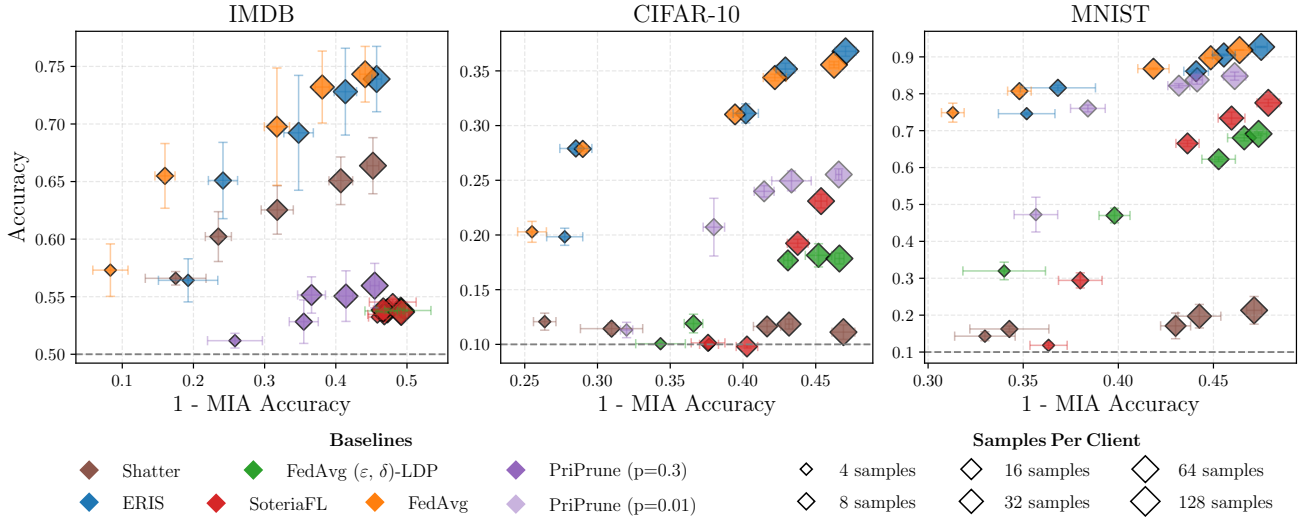 IMDB
CIFAR-10
MNIST
Accuracy
0.75
0.70
0.65
0.60
0.55
0.50
0.1 0.2 0.3 0.4 0.5
1 - MIA Accuracy
0.35
0.30
0.25
0.20
0.15
0.10
0.25 0.30 0.35 0.40 0.45
1 - MIA Accuracy
0.9
0.8
0.7
0.6
0.5
0.4
0.3
0.2
0.1
0.30 0.35 0.40 0.45
1 - MIA Accuracy
Baselines
Shatter FedAvg (ε, δ)-LDP PriPrune (p=0.3)
ERIS SoteriaFL FedAvg PriPrune (p=0.01)
Samples Per Client
4 samples 16 samples 64 samples
8 samples 32 samples 128 samples